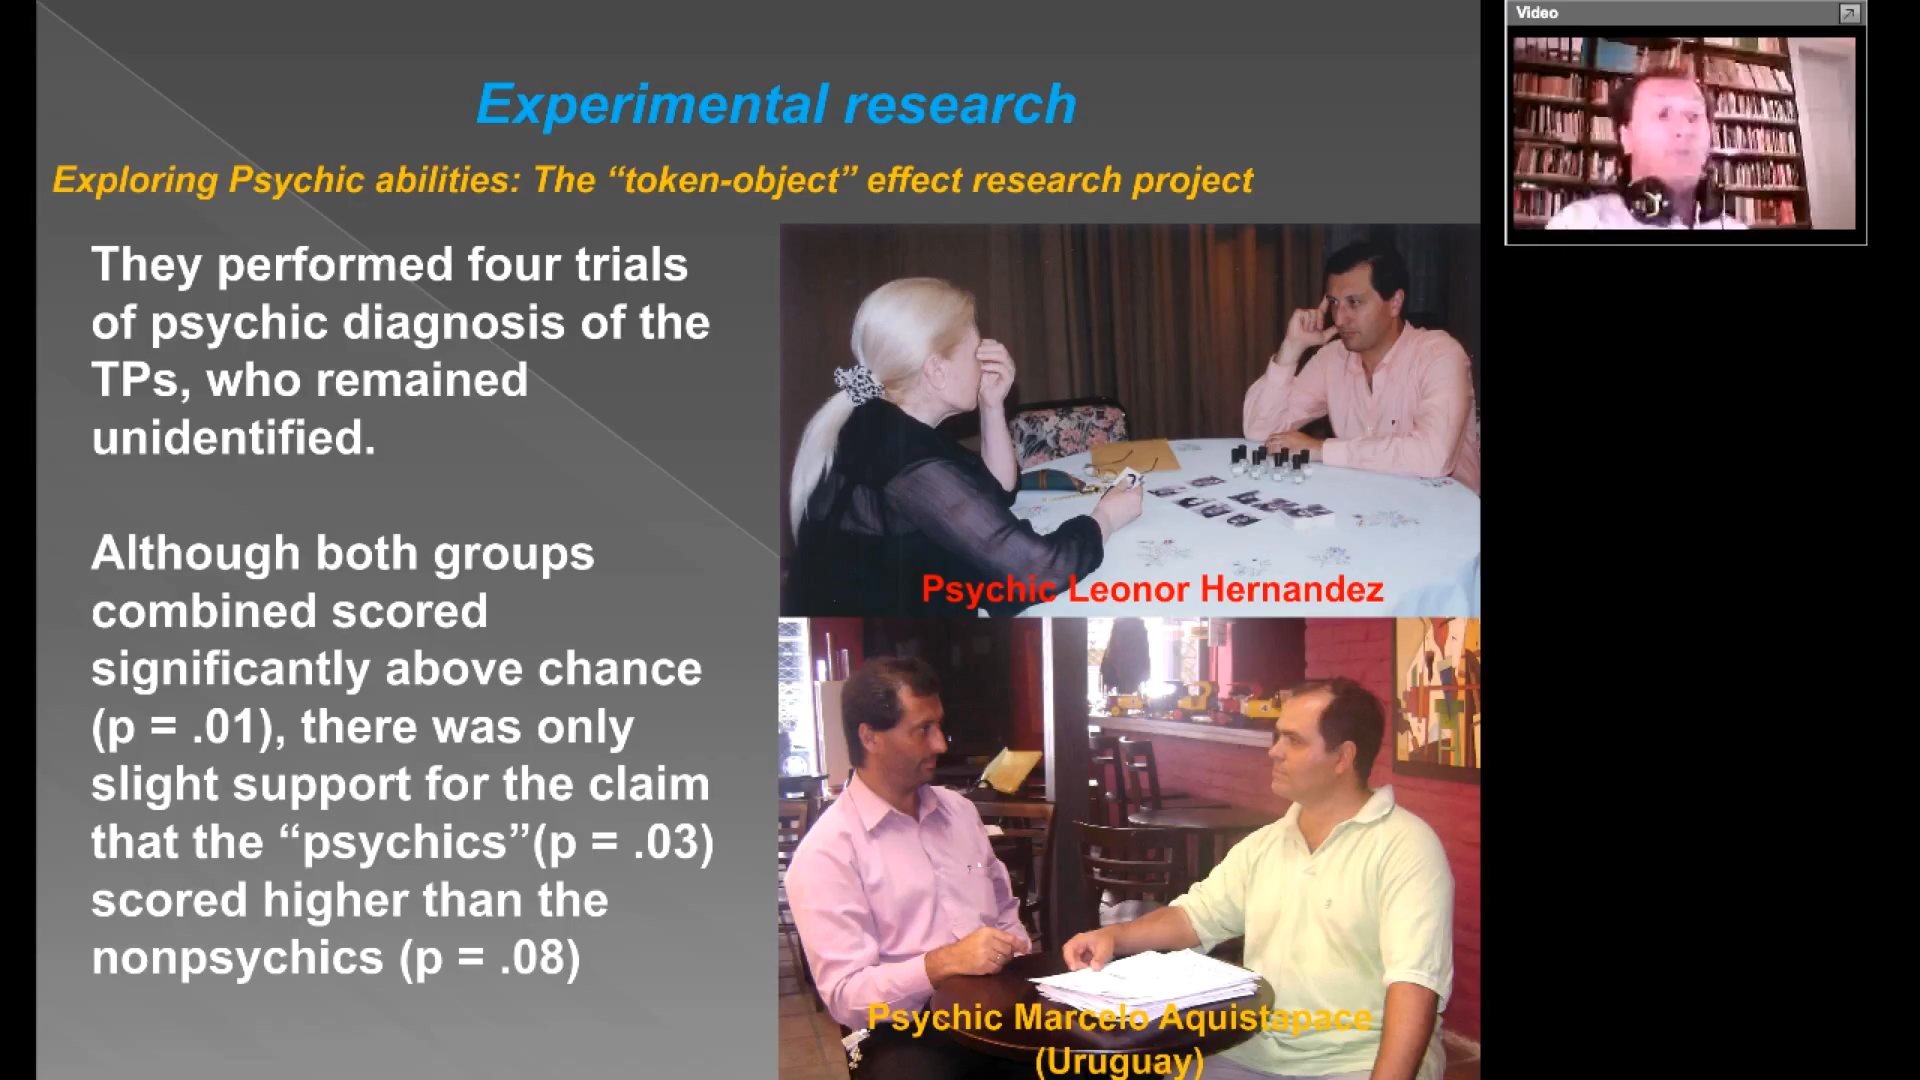 Video
Experimental research
Exploring Psychic abilities: The “token-object” effect research project
They performed four trials
of psychic diagnosis of the
TPs, who remained
unidentified.
Although both groups
combined scored
significantly above chance
(p = .01), there was only
slight support for the claim
that the “psychics”(p = .03)
scored higher than the
nonpsychics (p = .08)
Psychic Leonor Hernandez
Psychic Marcelo Aquistapace
(Uruguay)